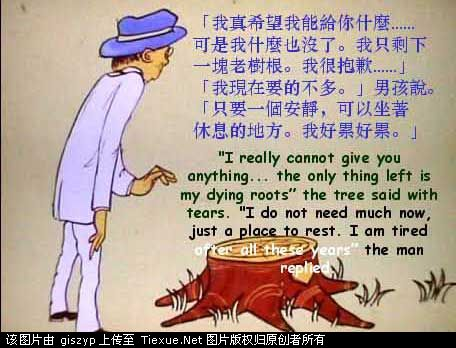 「我真希望我能給你什麼......
可是我什麼也沒了。我只剩下
一塊老樹根。我很抱歉......」
「我現在要的不多。」男孩說。
「只要一個安靜，可以坐著
休息的地方。我好累好累。」
"I really cannot give you
anything... the only thing left is
my dying roots” the tree said with
tears. "I do not need much now,
just a place to rest. I am tired
after all these years” the man
replied
该图片由 giszyp 上传至 Tiexue.Net 图片版权归原创者所有